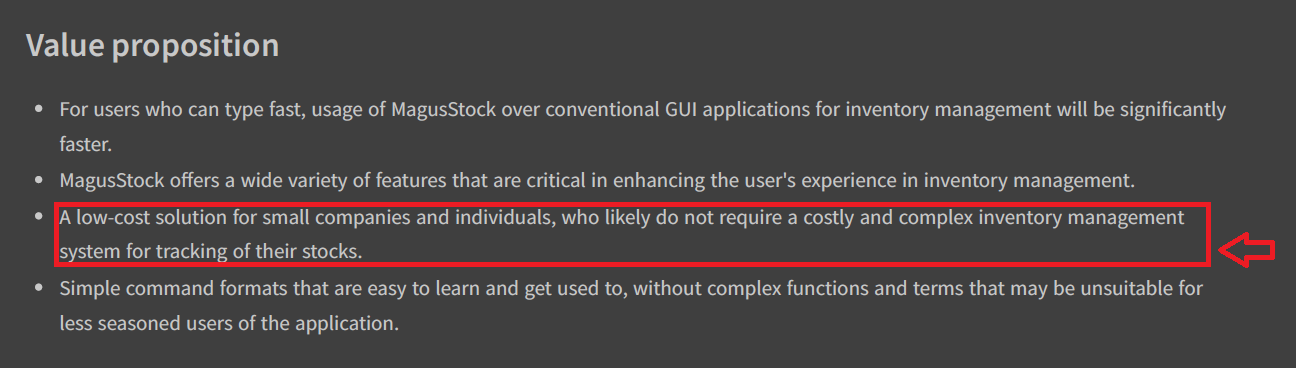 Value proposition
• For users who can type fast, usage of MagusStock over conventional GUI applications for inventory management will be significantly
faster.
• MagusStock offers a wide variety of features that are critical in enhancing the user's experience in inventory management.
• A low-cost solution for small companies and individuals, who likely do not require a costly and complex inventory management
system for tracking of their stocks.
• Simple command formats that are easy to learn and get used to, without complex functions and terms that may be unsuitable for
less seasoned users of the application.